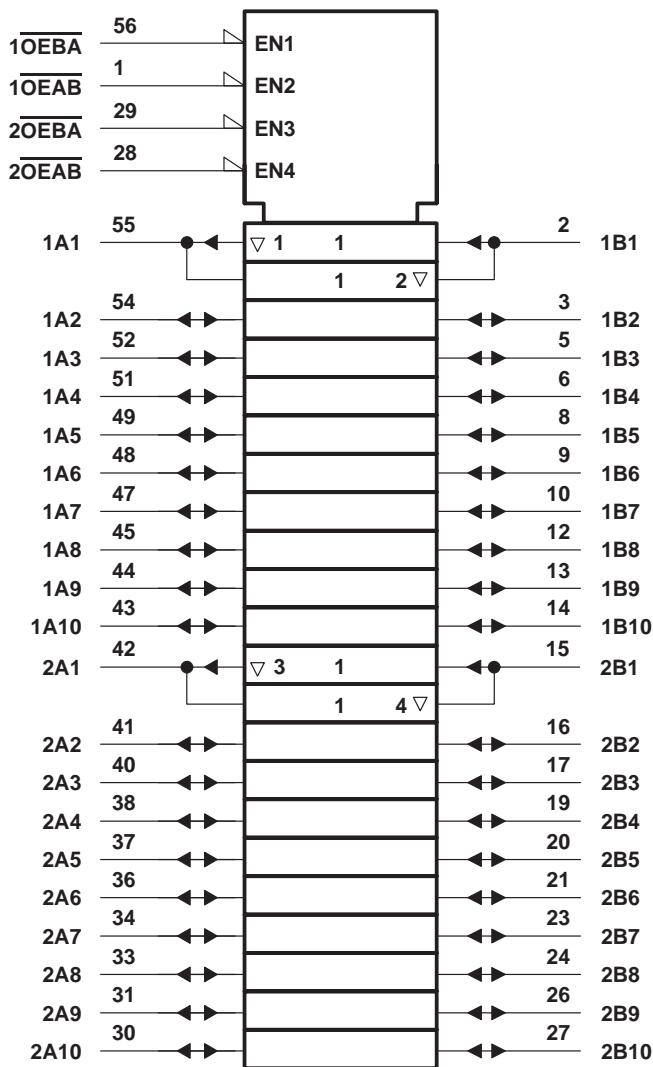 56
1OEBA EN1
1
1OEAB EN2
29
2OEBA EN3
28
2OEAB EN4
55 2
1A1 ▽ 1 1 1B1
1 2 ▽
54 3
1A2 1B2
52 5
1A3 1B3
51 6
1A4 1B4
49 8
1A5 1B5
48 9
1A6 1B6
47 10
1A7 1B7
45 12
1A8 1B8
44 13
1A9 1B9
43 14
1A10 1B10
42 15
2A1 ▽ 3 1 2B1
1 4 ▽
41 16
2A2 2B2
40 17
2A3 2B3
38 19
2A4 2B4
37 20
2A5 2B5
36 21
2A6 2B6
34 23
2A7 2B7
33 24
2A8 2B8
31 26
2A9 2B9
30 27
2A10 2B10